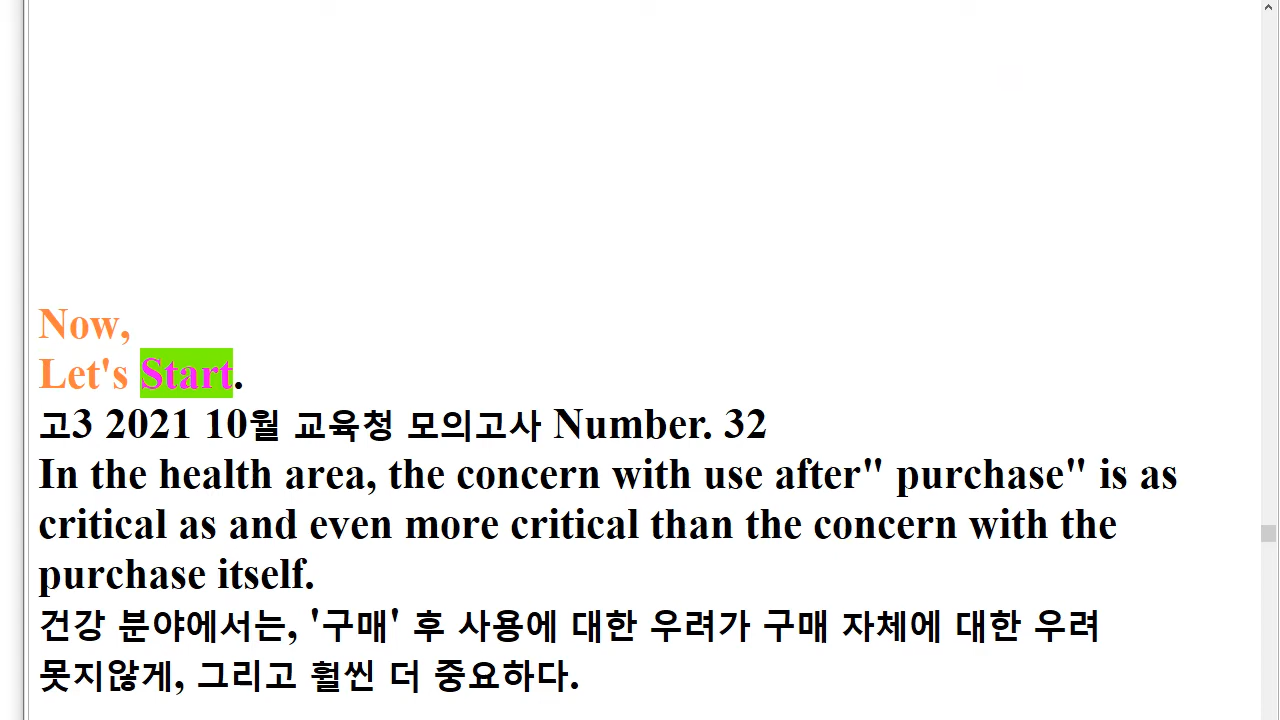 Now,
Let's Start.
고3 2021 10월 교육청 모의고사 Number. 32
In the health area, the concern with use after" purchase" is as
critical as and even more critical than the concern with the
purchase itself.
건강 분야에서는, '구매' 후 사용에 대한 우려가 구매 자체에 대한 우려
못지않게, 그리고 훨씬 더 중요하다.